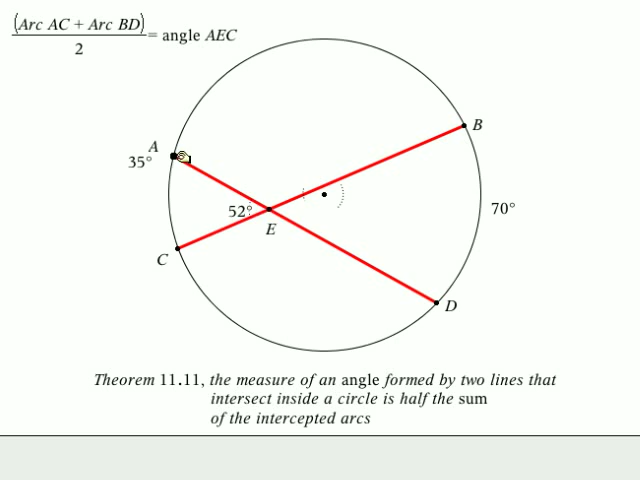 (Arc AC + Arc BD)
2
= angle AEC
B
A
35°
70°
52°
E
C
D
Theorem 11.11, the measure of an angle formed by two lines that
intersect inside a circle is half the sum
of the intercepted arcs